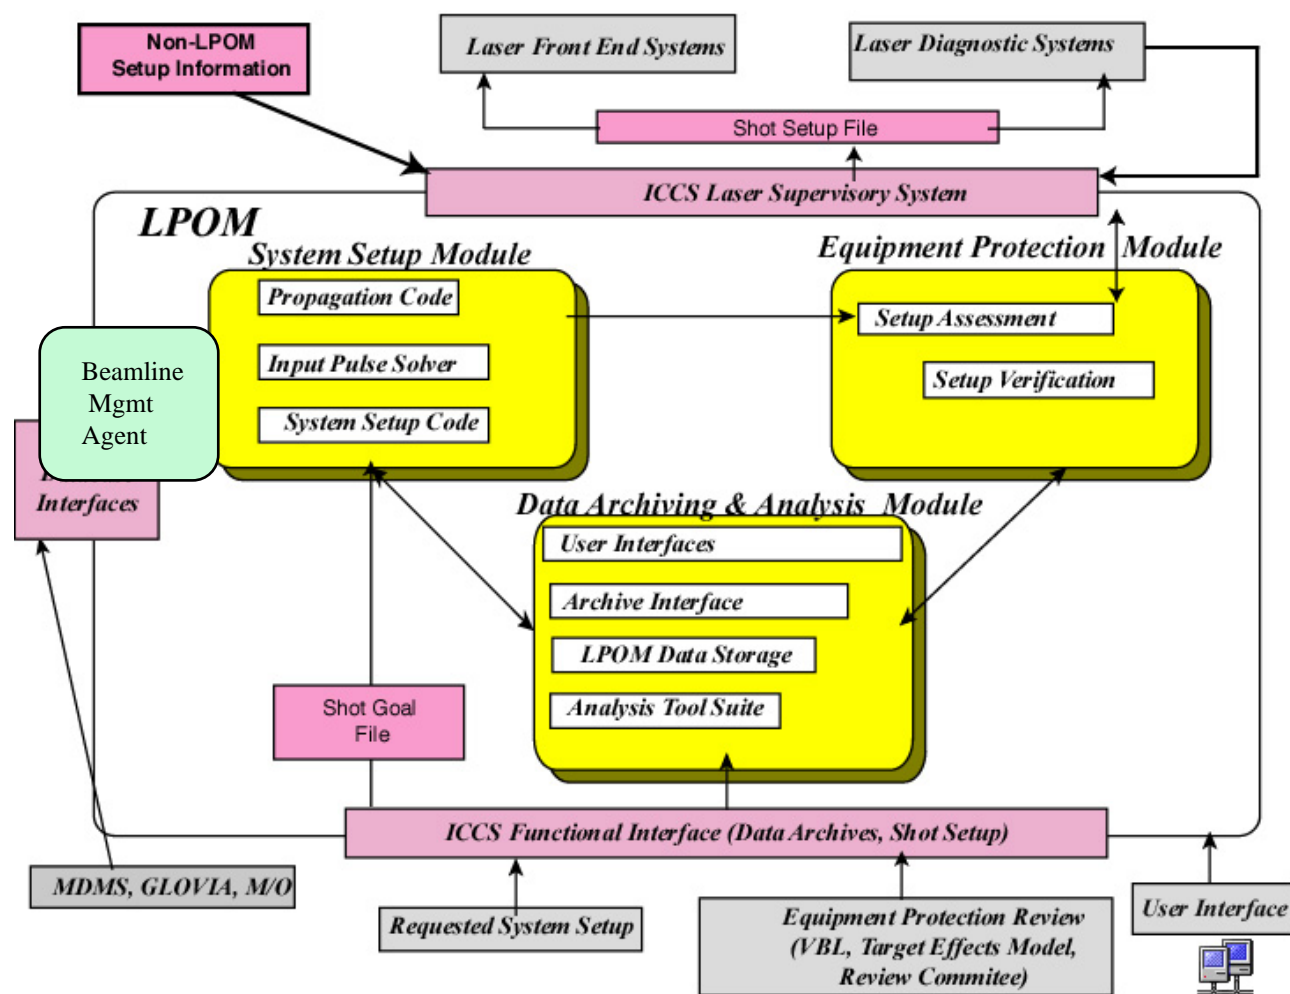 Non-LPOM
Setup Information
Laser Front End Systems
Laser Diagnostic Systems
Shot Setup File
ICCS Laser Supervisory System
LPOM
System Setup Module
Equipment Protection Module
Propagation Code
Setup Assessment
Input Pulse Solver
Setup Verification
System Setup Code
Beamline
Mgmt
Agent
Interfaces
Data Archiving & Analysis Module
User Interfaces
Archive Interface
LPOM Data Storage
Analysis Tool Suite
Shot Goal
File
ICCS Functional Interface (Data Archives, Shot Setup)
MDMS, GLOVIA, M/O
Requested System Setup
Equipment Protection Review
(VBL, Target Effects Model,
Review Commitee)
User Interface